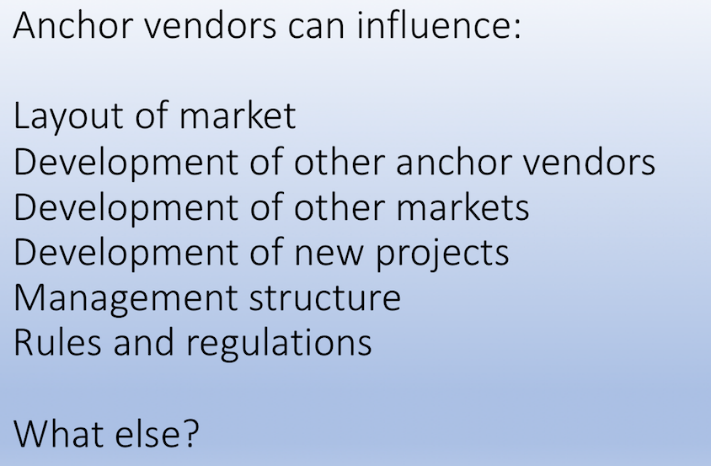 Anchor vendors can influence:
Layout of market
Development of other anchor vendors
Development of other markets
Development of new projects
Management structure
Rules and regulations
What else?